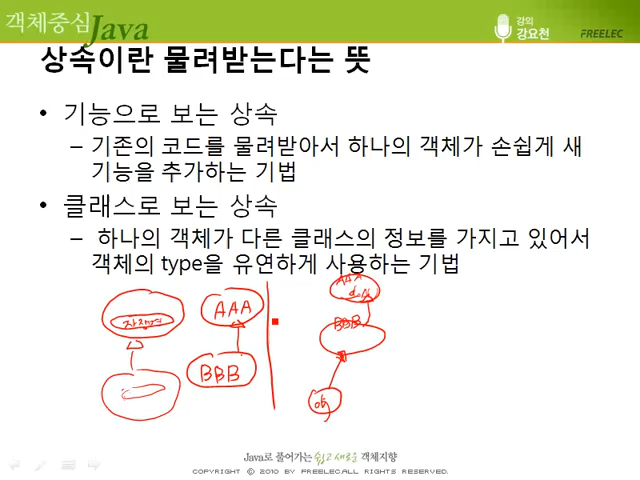 객체중심 Java
강의
강요천
FREELEC
상속이란 물려받는다는 뜻
• 기능으로 보는 상속
– 기존의 코드를 물려받아서 하나의 객체가 손쉽게 새
기능을 추가하는 기법
• 클래스로 보는 상속
– 하나의 객체가 다른 클래스의 정보를 가지고 있어서
객체의 type을 유연하게 사용하는 기법
AAA
AAA
BBB
BBB
Java로 풀어가는 쉽고 새로운 객체지향
COPYRIGHT ⓒ 2010 BY FREELEC ALL RIGHTS RESERVED.